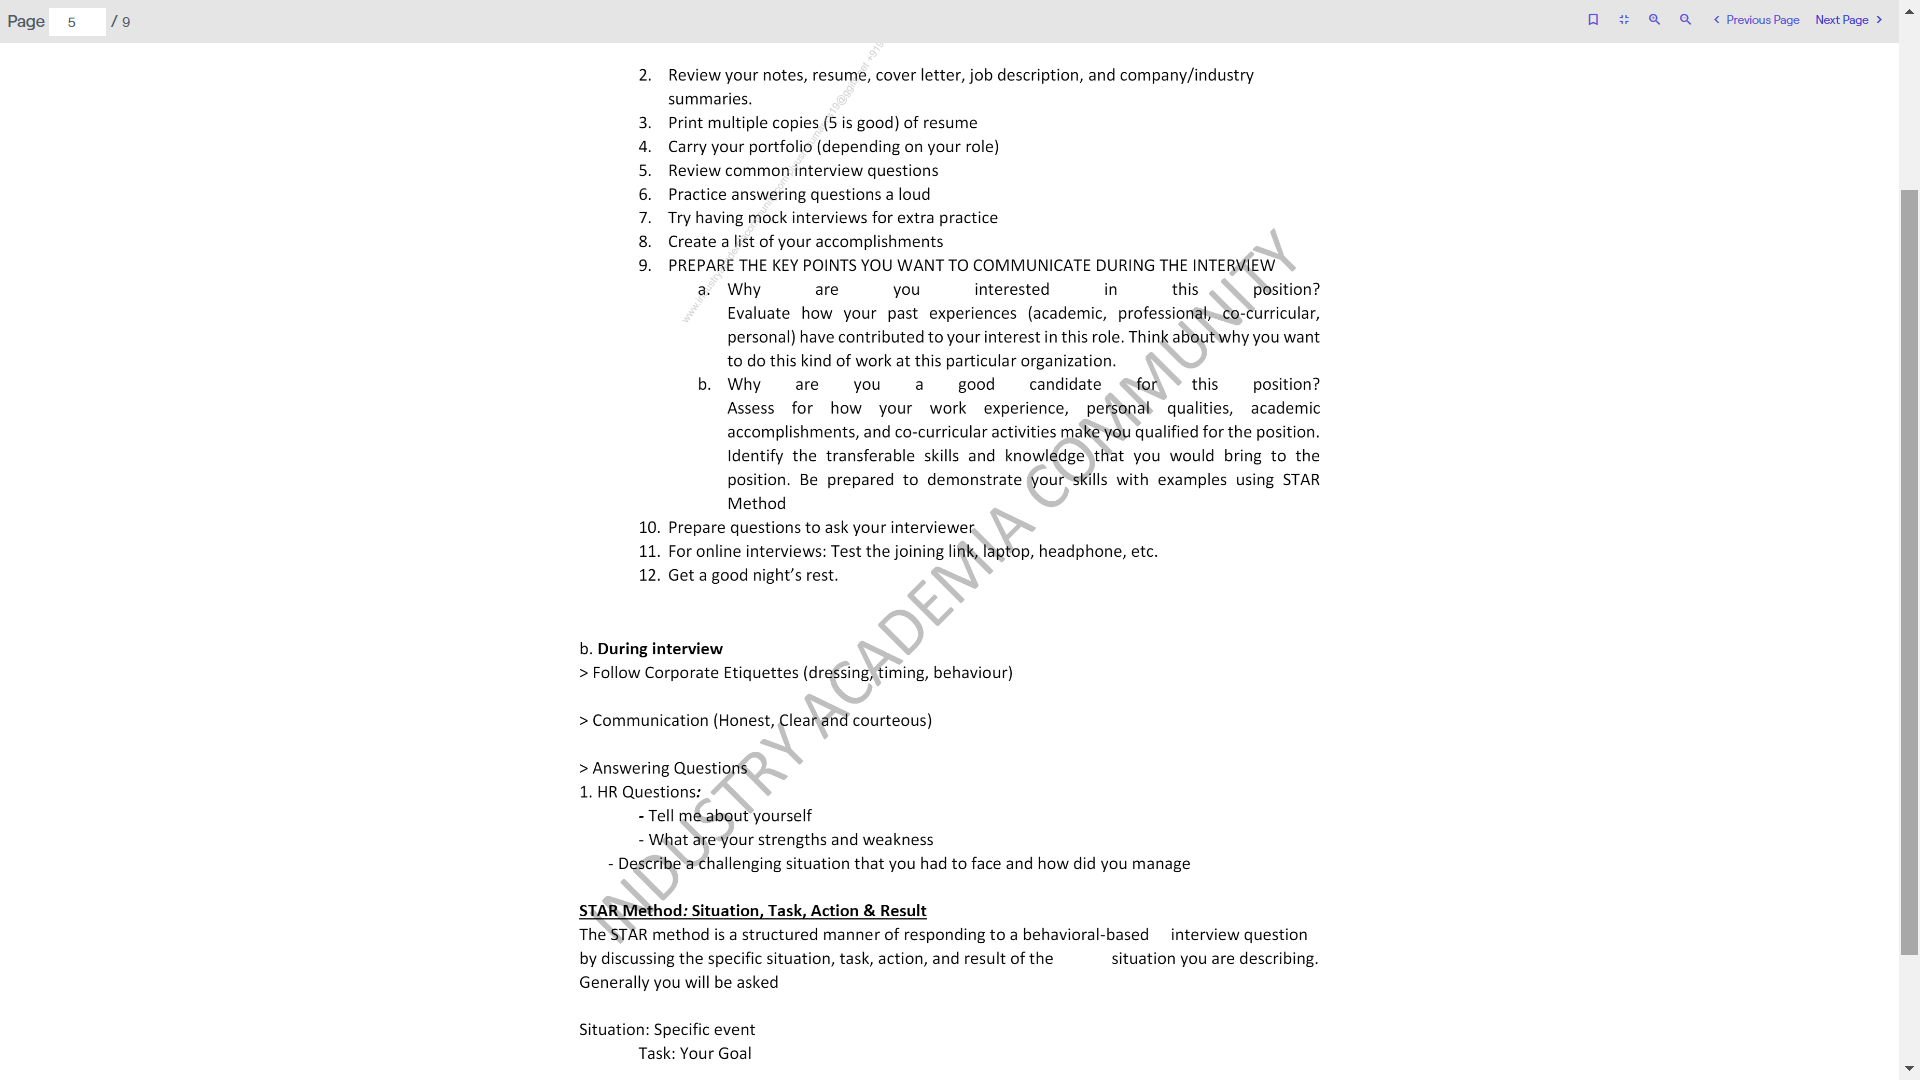 Page 5 / 9
Previous Page Next Page
2. Review your notes, resume, cover letter, job description, and company/industry
summaries.
3. Print multiple copies (5 is good) of resume
4. Carry your portfolio (depending on your role)
5. Review common interview questions
6. Practice answering questions a loud
7. Try having mock interviews for extra practice
8. Create a list of your accomplishments
9. PREPARE THE KEY POINTS YOU WANT TO COMMUNICATE DURING THE INTERVIEW
a. Why are you interested in this position?
Evaluate how your past experiences (academic, professional, co-curricular,
personal) have contributed to your interest in this role. Think about why you want
to do this kind of work at this particular organization.
b. Why are you a good candidate for this position?
Assess for how your work experience, personal qualities, academic
accomplishments, and co-curricular activities make you qualified for the position.
Identify the transferable skills and knowledge that you would bring to the
position. Be prepared to demonstrate your skills with examples using STAR
Method
10. Prepare questions to ask your interviewer
11. For online interviews: Test the joining link, laptop, headphone, etc.
12. Get a good night’s rest.
b. During interview
> Follow Corporate Etiquettes (dressing, timing, behaviour)
> Communication (Honest, Clear and courteous)
> Answering Questions
1. HR Questions:
- Tell me about yourself
- What are your strengths and weakness
- Describe a challenging situation that you had to face and how did you manage
STAR Method: Situation, Task, Action & Result
The STAR method is a structured manner of responding to a behavioral-based interview question
by discussing the specific situation, task, action, and result of the situation you are describing.
Generally you will be asked
Situation: Specific event
Task: Your Goal
INDUSTRY ACADEMIA COMMUNITY